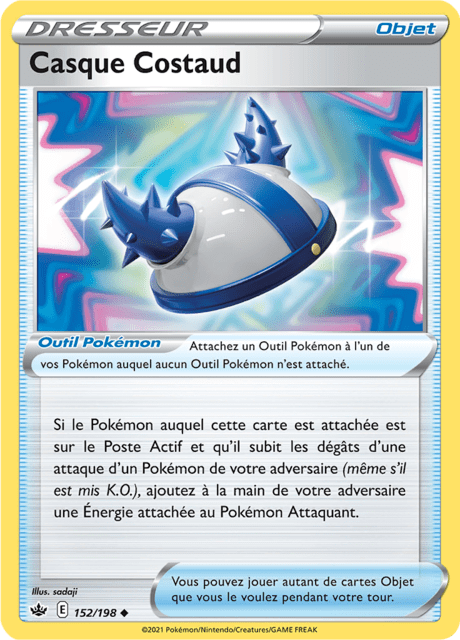 DRESSEUR
Objet
Casque Costaud
Outil Pokémon
Attachez un Outil Pokémon à l'un de
vos Pokémon auquel aucun Outil Pokémon n'est attaché.
Si le Pokémon auquel cette carte est attachée est
sur le Poste Actif et qu'il subit les dégâts d'une
attaque d'un Pokémon de votre adversaire (même s'il
est mis K.O.), ajoutez à la main de votre adversaire
une Énergie attachée au Pokémon Attaquant.
Illus. sadaji
Vous pouvez jouer autant de cartes Objet
que vous le voulez pendant votre tour.
E 152/198
©2021 Pokémon/Nintendo/Creatures/GAME FREAK